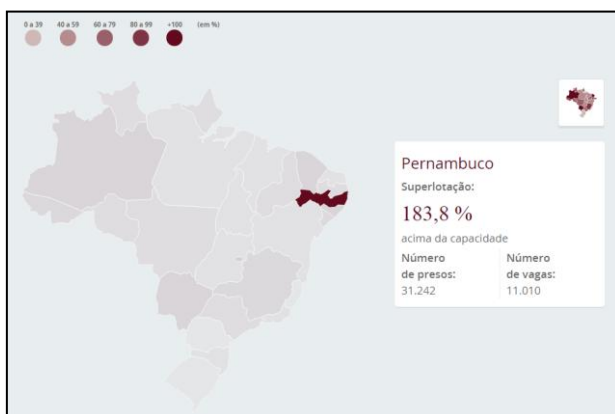 0 a 39 40 a 59 60 a 79 80 a 99 +100 (em %)
Pernambuco
Superlotação:
183,8 %
acima da capacidade
Número de presos:
31.242
Número de vagas:
11.010